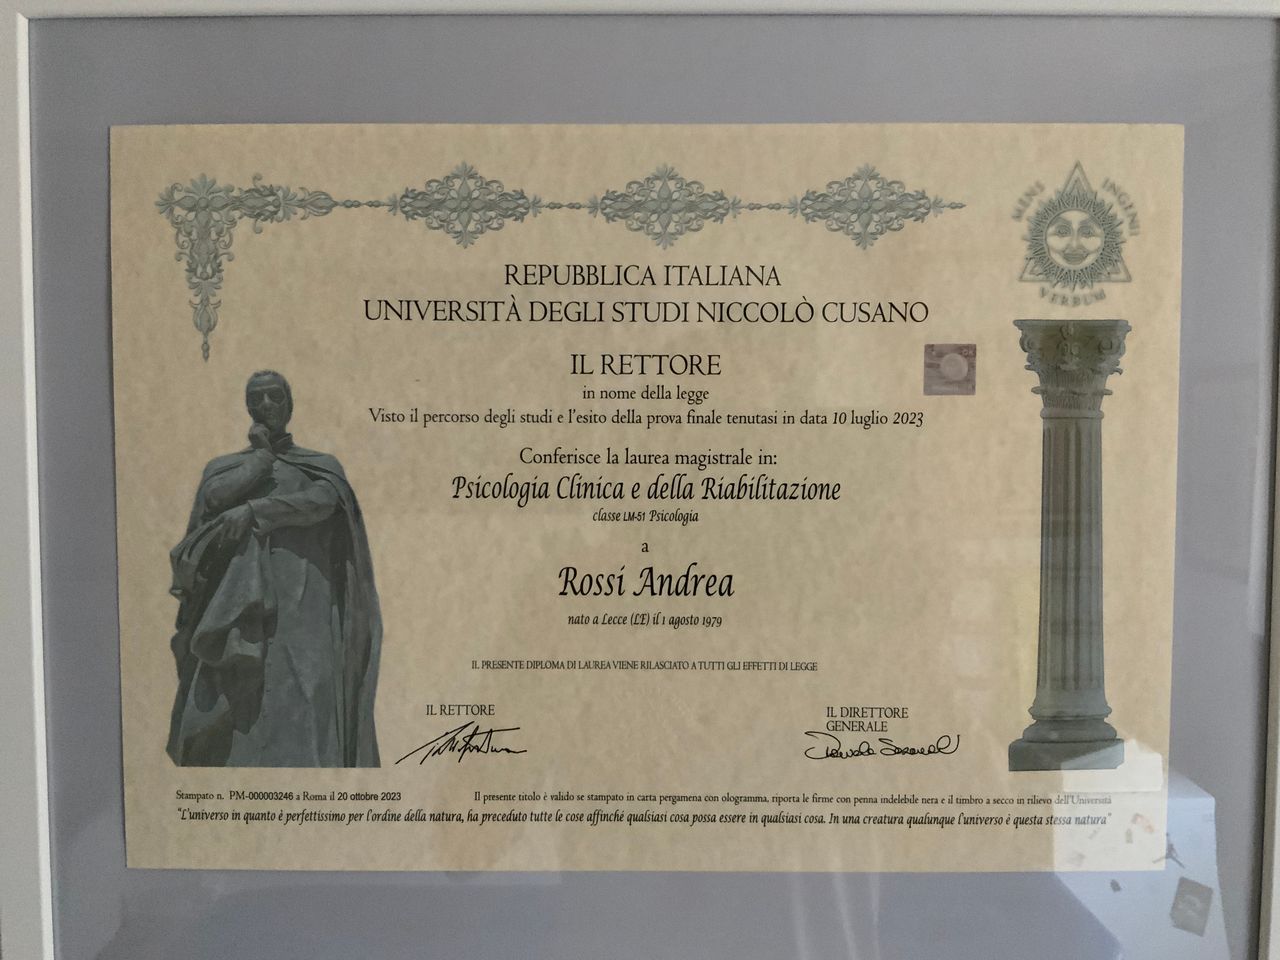 MENS INGENII VERBUM
REPUBBLICA ITALIANA
UNIVERSITÀ DEGLI STUDI NICCOLÒ CUSANO
IL RETTORE
in nome della legge
Visto il percorso degli studi e l'esito della prova finale tenutasi in data 10 luglio 2023
Conferisce la laurea magistrale in:
Psicologia Clinica e della Riabilitazione
classe LM-51 Psicologia
a
Rossi Andrea
nato a Lecce (LE) il 1 agosto 1979
IL PRESENTE DIPLOMA DI LAUREA VIENE RILASCIATO A TUTTI GLI EFFETTI DI LEGGE
IL RETTORE
IL DIRETTORE
GENERALE
Stampato n. PM-000003246 a Roma il 20 ottobre 2023
Il presente titolo è valido se stampato in carta pergamena con ologramma, riporta le firme con penna indelebile nera e il timbro a secco in rilievo dell'Università
"L'universo in quanto è perfettissimo per l'ordine della natura, ha preceduto tutte le cose affinché qualsiasi cosa possa essere in qualsiasi cosa. In una creatura qualunque l'universo è questa stessa natura"